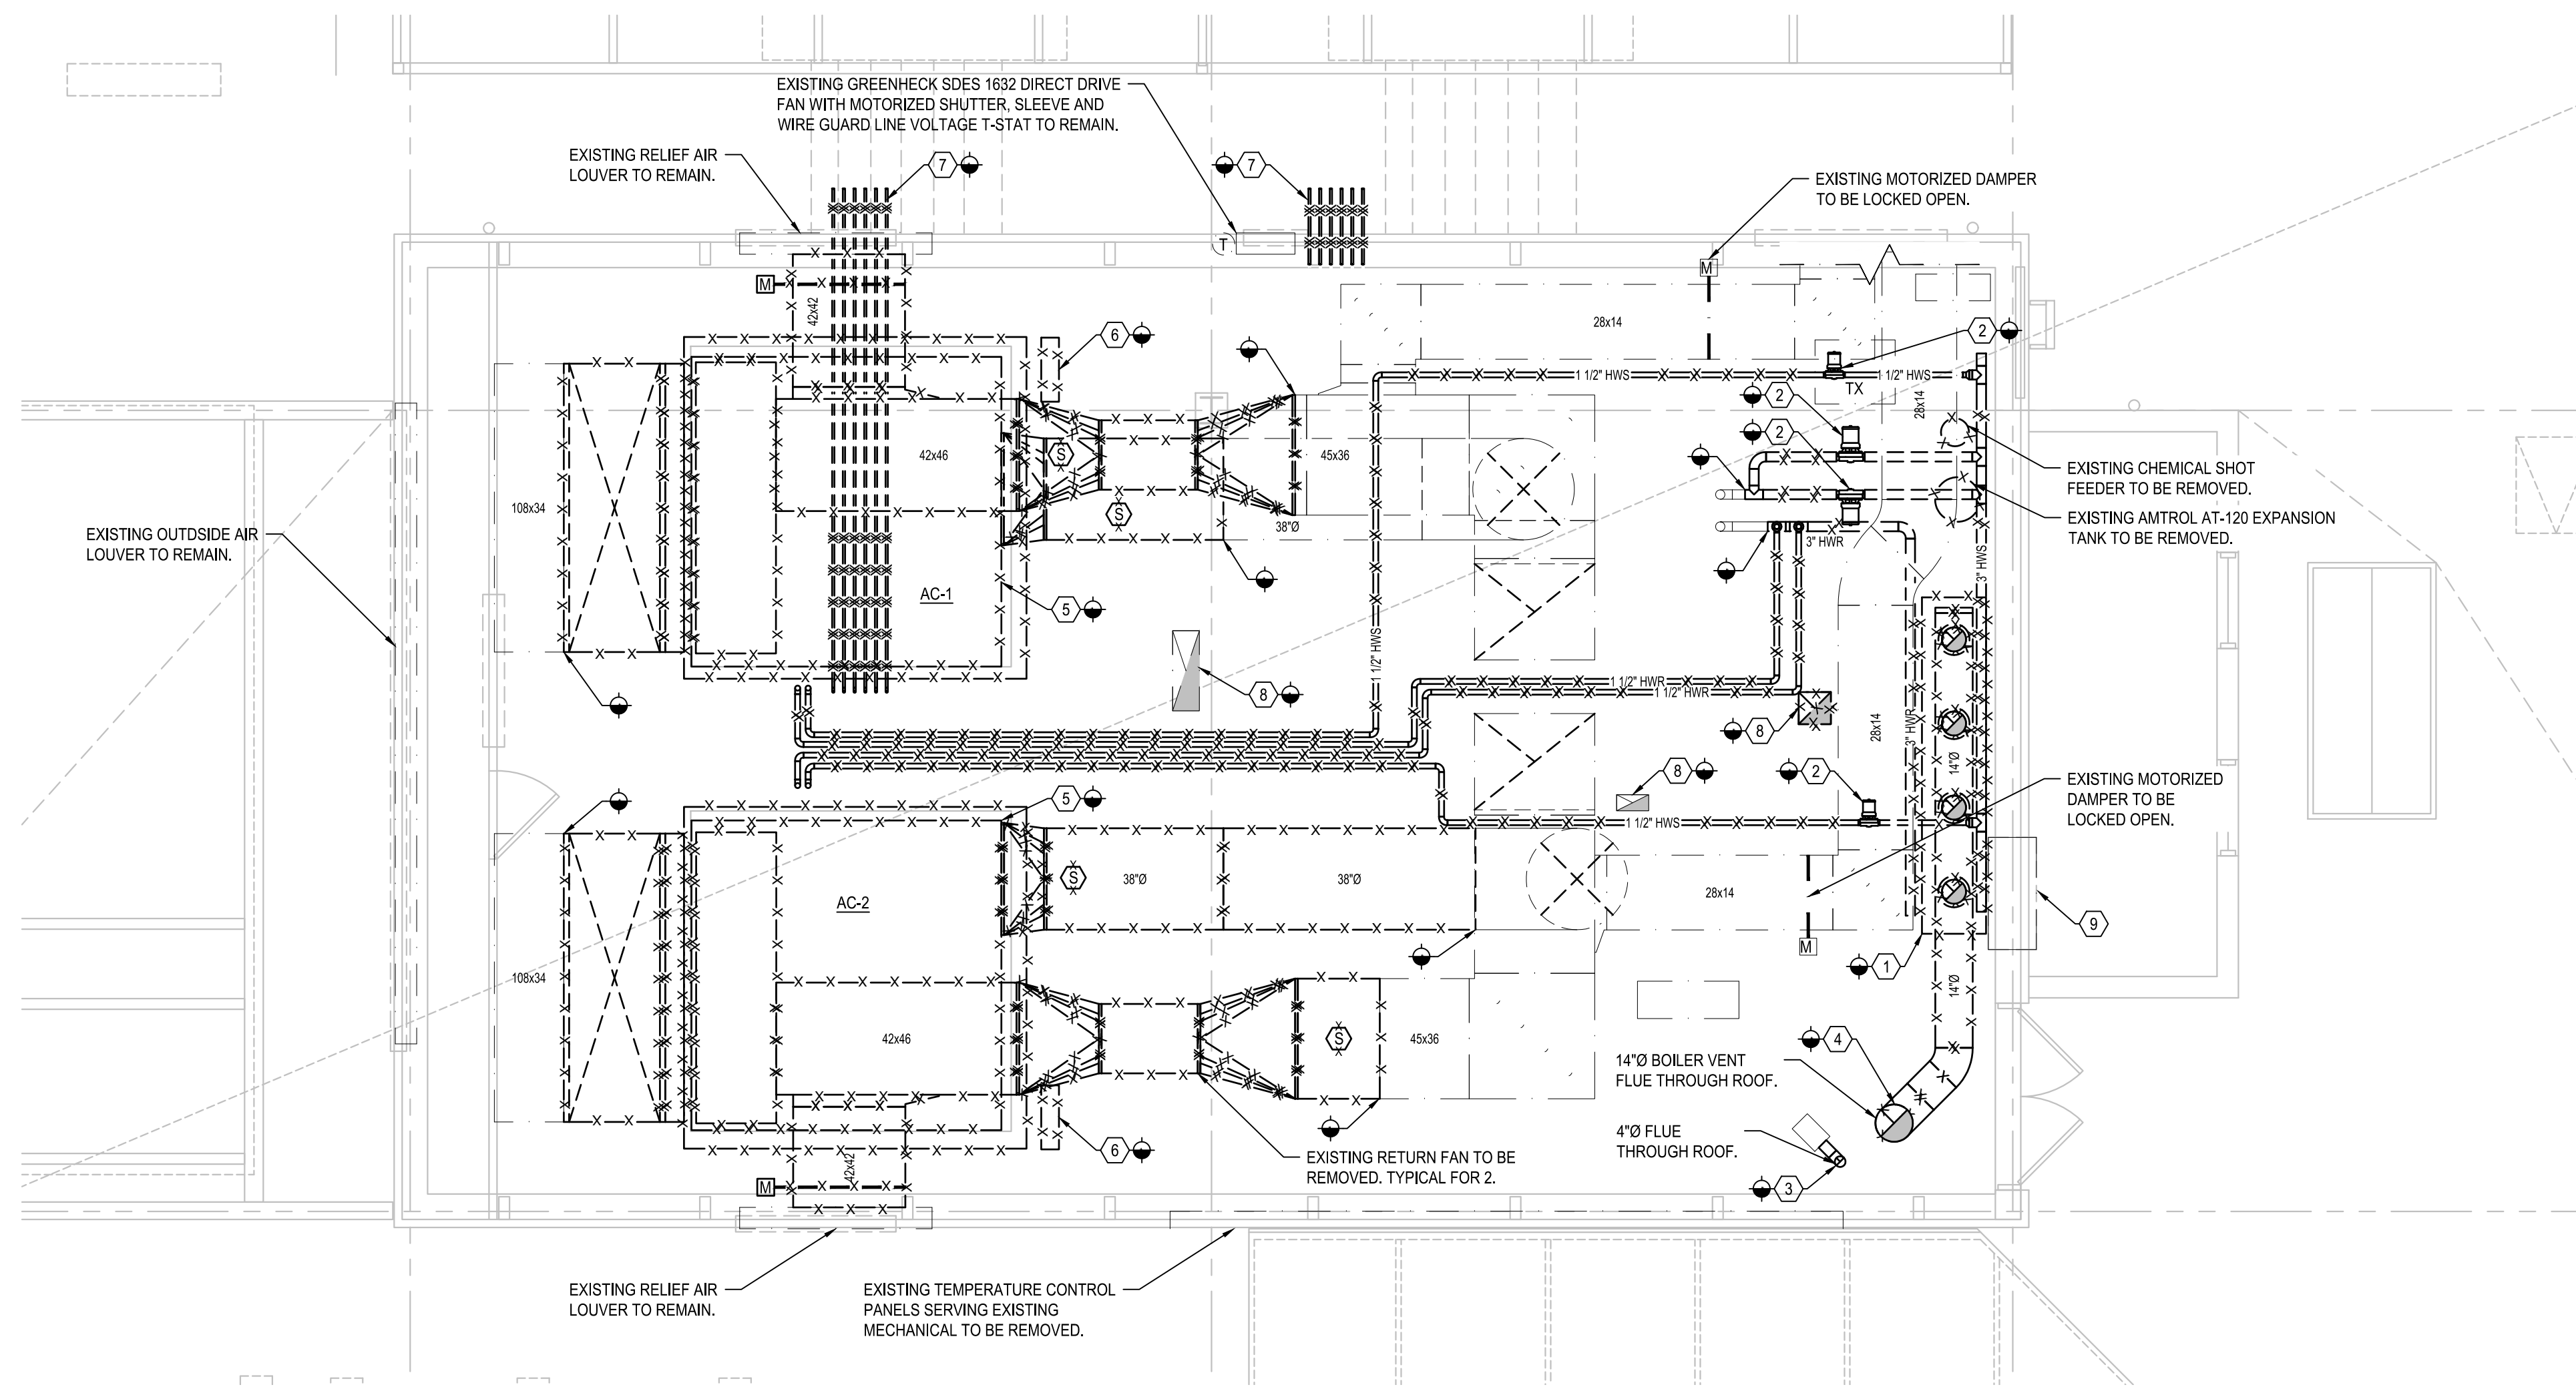 EXISTING GREENHECK SDES 1632 DIRECT DRIVE
FAN WITH MOTORIZED SHUTTER, SLEEVE AND
WIRE GUARD LINE VOLTAGE T-STAT TO REMAIN.
EXISTING RELIEF AIR
LOUVER TO REMAIN.
7
7
EXISTING MOTORIZED DAMPER
TO BE LOCKED OPEN.
T
M
M
42x42
6
28x14
2
1 1/2" HWS
1 1/2" HWS
TX
2
28x14
2
42x46
S
45x36
EXISTING CHEMICAL SHOT
FEEDER TO BE REMOVED.
108x34
S
38"Ø
EXISTING AMTROL AT-120 EXPANSION
TANK TO BE REMOVED.
EXISTING OUTDSIDE AIR
LOUVER TO REMAIN.
3" HWR
3" HWS
AC-1
5
1 1/2" HWS
8
1 1/2" HWR
1 1/2" HWR
8
28x14
3" HWR
14"Ø
8
2
5
EXISTING MOTORIZED
DAMPER TO BE
LOCKED OPEN.
1 1/2" HWS
AC-2
S
38"Ø
38"Ø
28x14
9
M
1
108x34
14"Ø
42x46
S
45x36
4
14"Ø BOILER VENT
FLUE THROUGH ROOF.
4"Ø FLUE
THROUGH ROOF.
6
42x42
EXISTING RETURN FAN TO BE
REMOVED. TYPICAL FOR 2.
3
M
EXISTING RELIEF AIR
LOUVER TO REMAIN.
EXISTING TEMPERATURE CONTROL
PANELS SERVING EXISTING
MECHANICAL TO BE REMOVED.